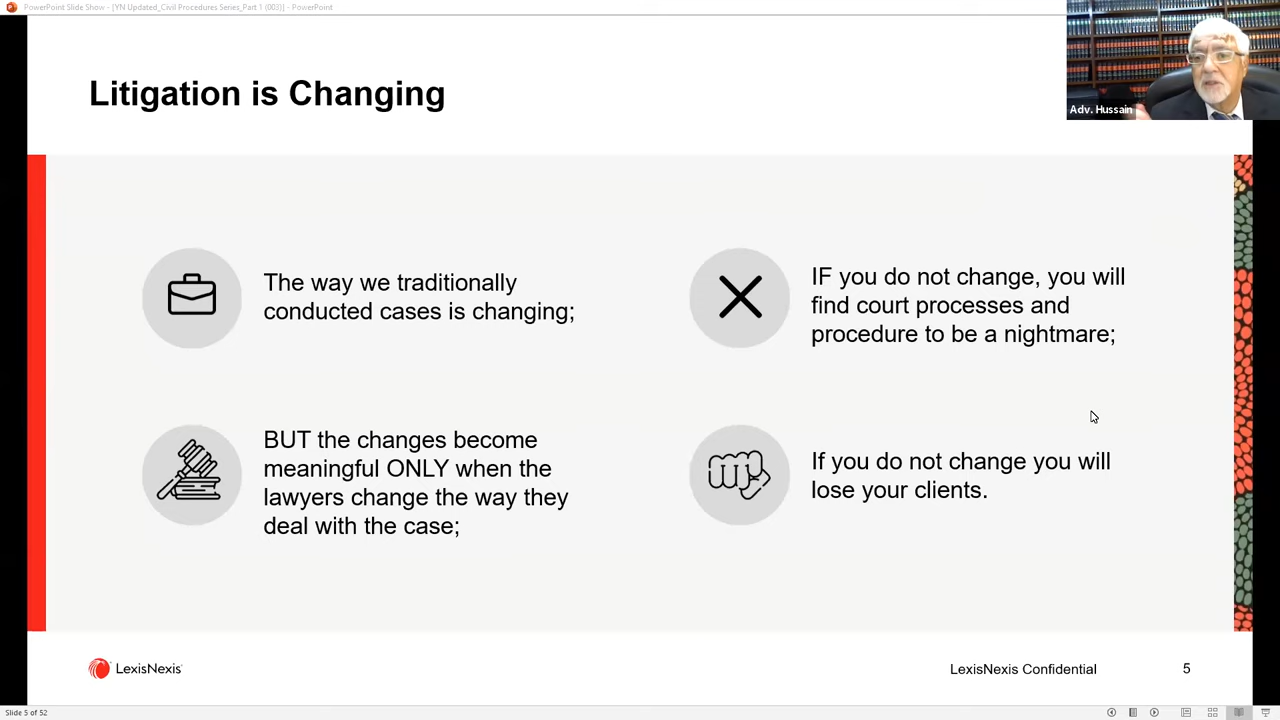 PowerPoint Slide Show - [YN Updated_Civil Procedures Series_Part 1 (003)] - PowerPoint
Adv. Hussain
Litigation is Changing
The way we traditionally
conducted cases is changing;
BUT the changes become
meaningful ONLY when the
lawyers change the way they
deal with the case;
IF you do not change, you will
find court processes and
procedure to be a nightmare;
If you do not change you will
lose your clients.
LexisNexis
LexisNexis Confidential
5
Slide 5 of 52